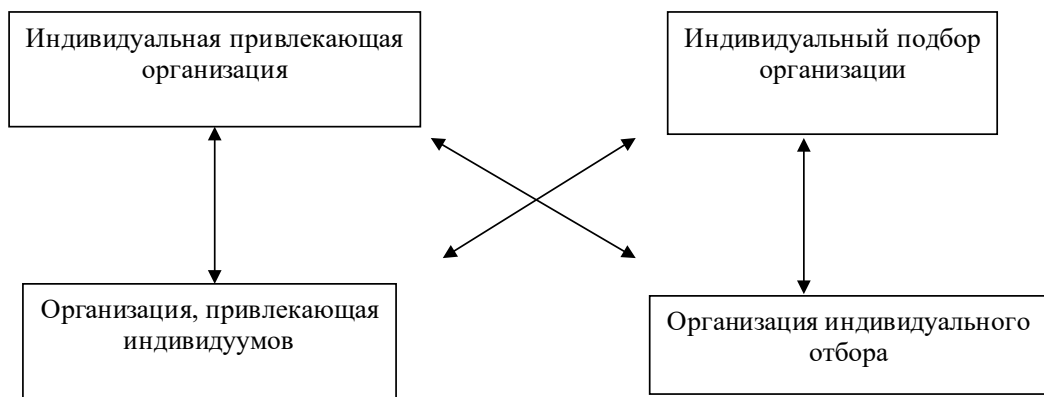 Индивидуальная привлекающая
организация
Индивидуальный подбор
организации
Организация, привлекающая
индивидуумов
Организация индивидуального
отбора